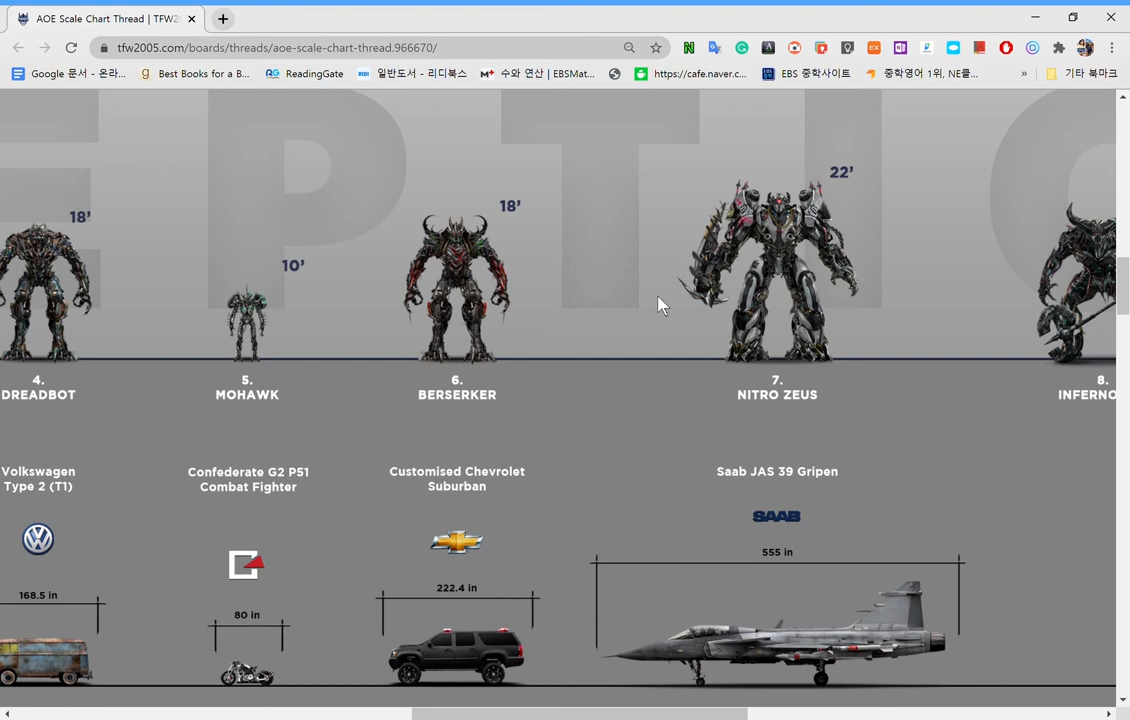 AOE Scale Chart Thread | TFW2
tfw2005.com/boards/threads/aoe-scale-chart-thread.966670/
Google 문서 - 온라...
Best Books for a B...
ReadingGate
일반도서 - 리디북스
수와 연산 | EBSMat...
https://cafe.naver.c...
EBS 중학사이트
중학영어 1위, NE클...
»
기타 북마크
E P T I C
18’
10’
18’
22’
4.
DREADBOT
5.
MOHAWK
6.
BERSERKER
7.
NITRO ZEUS
8.
INFERNO
Volkswagen
Type 2 (T1)
Confederate G2 P51
Combat Fighter
Customised Chevrolet
Suburban
Saab JAS 39 Gripen
SAAB
168.5 in
80 in
222.4 in
555 in